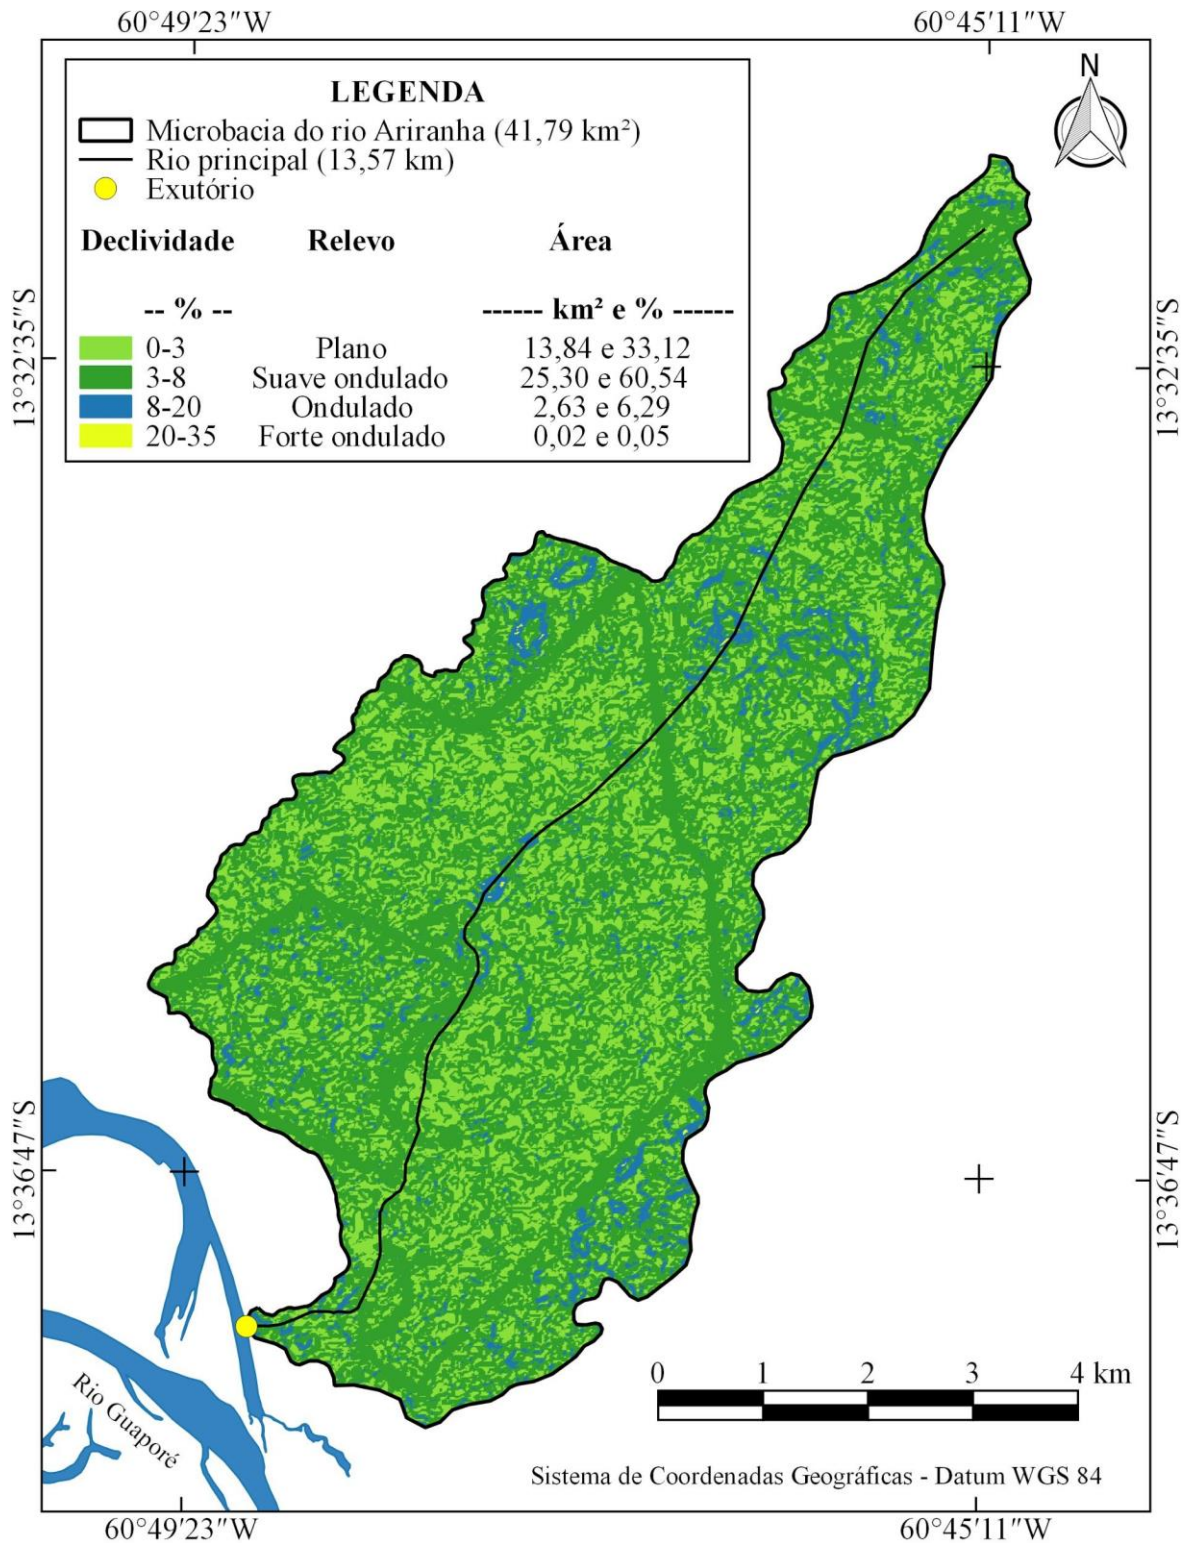 60°49′23″W 60°45′11″W
N
LEGENDA
Microbacia do rio Ariranha (41,79 km²)
Rio principal (13,57 km)
Exutório
Declividade Relevo Área
-- % -- ------ km² e % ------
0-3 Plano 13,84 e 33,12
3-8 Suave ondulado 25,30 e 60,54
8-20 Ondulado 2,63 e 6,29
20-35 Forte ondulado 0,02 e 0,05
13°32′35″S 13°32′35″S
13°36′47″S 13°36′47″S
Rio Guaporé
0 1 2 3 4 km
Sistema de Coordenadas Geográficas - Datum WGS 84
60°49′23″W 60°45′11″W